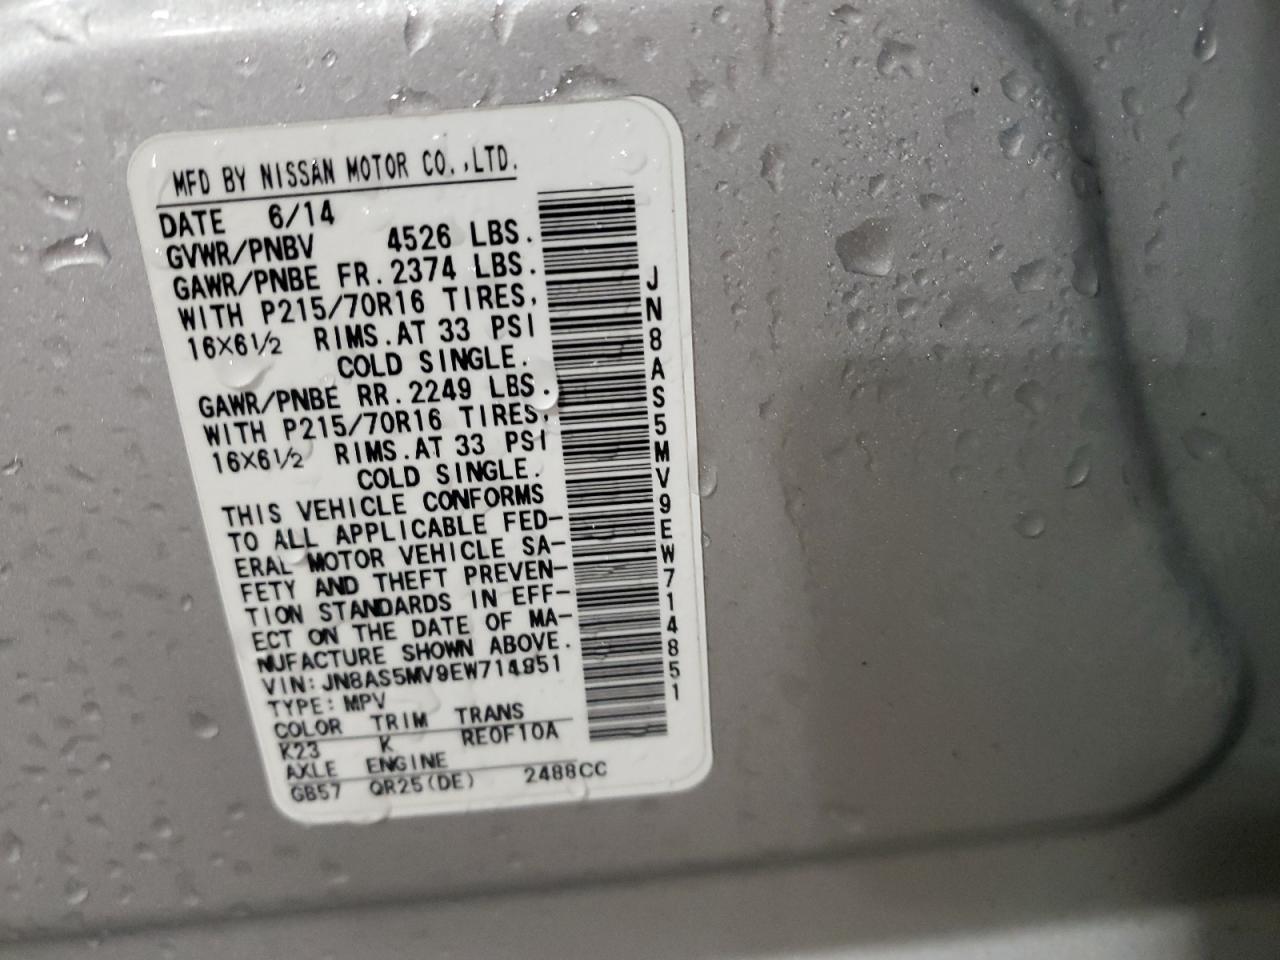 MFD BY NISSAN MOTOR CO.,LTD.
DATE 6/14
GVWR/PNBV 4526 LBS.
GAWR/PNBE FR. 2374 LBS.
WITH P215/70R16 TIRES,
16X6½ RIMS. AT 33 PSI
COLD SINGLE.
GAWR/PNBE RR. 2249 LBS.
WITH P215/70R16 TIRES,
16X6½ RIMS. AT 33 PSI
COLD SINGLE.
THIS VEHICLE CONFORMS
TO ALL APPLICABLE FED-
ERAL MOTOR VEHICLE SA-
FETY AND THEFT PREVEN-
TION STANDARDS IN EFF-
ECT ON THE DATE OF MA-
NUFACTURE SHOWN ABOVE.
VIN: JN8AS5MV9EW714851
TYPE: MPV
COLOR TRIM TRANS
K23 K RE0F10A
AXLE ENGINE
GB57 QR25(DE) 2488CC
JN8AS5MV9EW714851